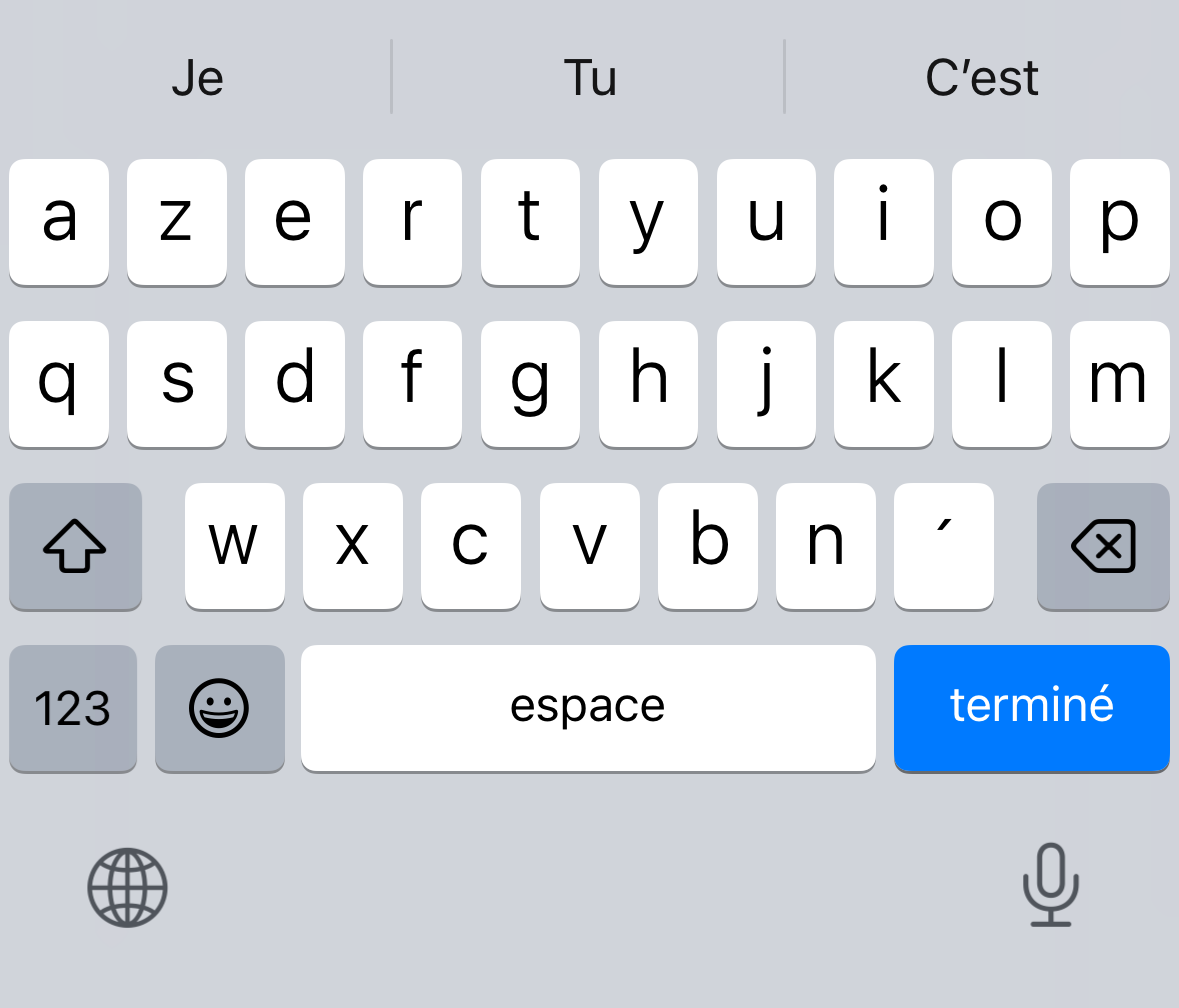 Je Tu C’est
a z e r t y u i o p
q s d f g h j k l m
w x c v b n ´
123 espace terminé